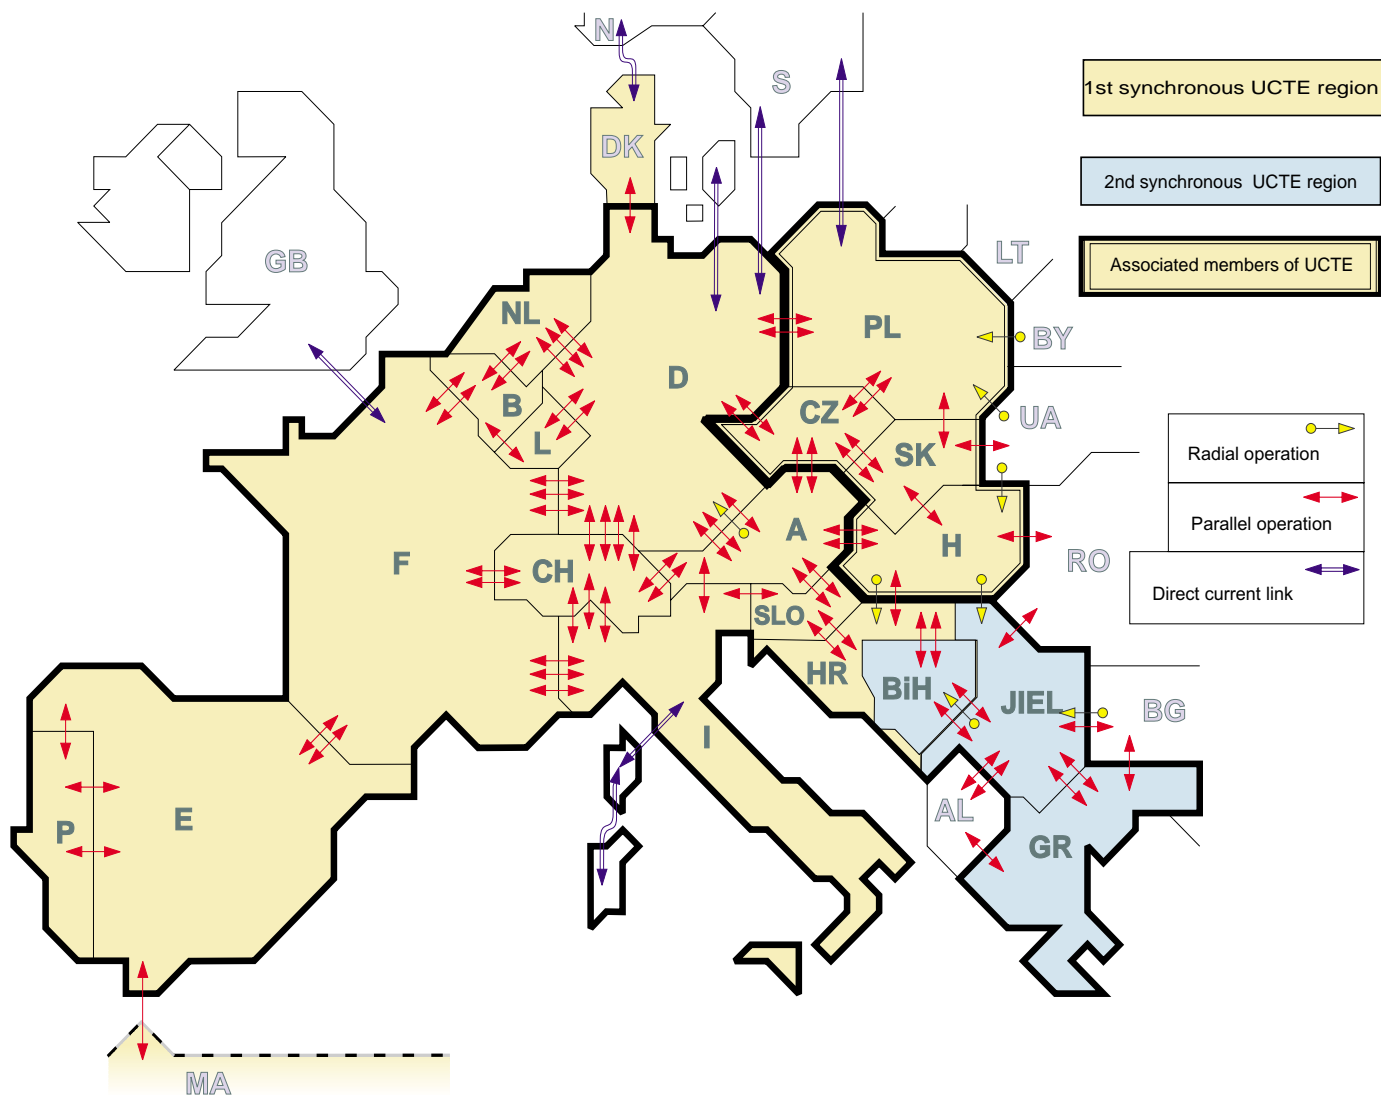 N
S
1st synchronous UCTE region
DK
2nd synchronous UCTE region
GB
LT
Associated members of UCTE
NL
PL
BY
D
B
CZ
UA
L
SK
Radial operation
A
Parallel operation
F
CH
H
RO
Direct current link
SLO
HR
BiH
JIEL
BG
I
AL
P
E
GR
MA